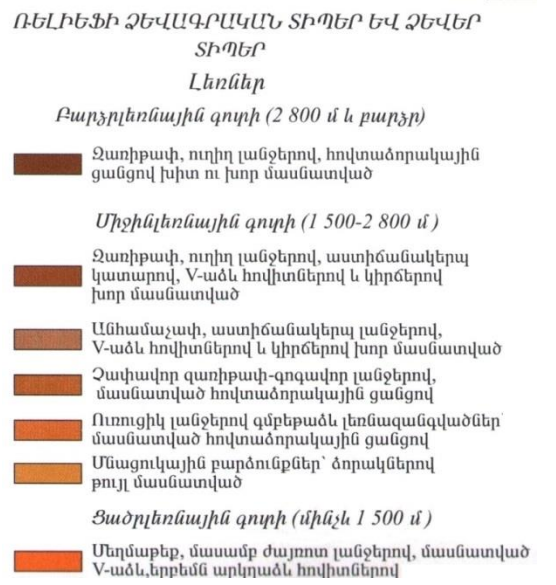 ՌԵԼԻԵՖԻ ՁԵՎԱԳՐԱԿԱՆ ՏԻՊԵՐ ԵՎ ՁԵՎԵՐ
ՏԻՊԵՐ
Լեռներ
Բարձրլեռնային գոտի (2 800 մ և բարձր)
Զառիթափ, ուղիղ լանջերով, հովտաձորակային
ցանցով խիտ ու խոր մասնատված
Միջինլեռնային գոտի (1 500-2 800 մ)
Զառիթափ, ուղիղ լանջերով, աստիճանակերպ
կատարով, V-աձև հովիտներով և կիրճերով
խոր մասնատված
Անհամաչափ, աստիճանակերպ լանջերով,
V-աձև հովիտներով և կիրճերով խոր մասնատված
Չափավոր զառիթափ-գոգավոր լանջերով,
մասնատված հովտաձորակային ցանցով
Ուռուցիկ լանջերով գմբեթաձև լեռնազանգվածներ՝
մասնատված հովտաձորակային ցանցով
Մնացուկային բարձունքներ՝ ձորակներով
թույլ մասնատված
Ցածրլեռնային գոտի (մինչև 1 500 մ)
Մեղմաթեք, մասամբ ժայռոտ լանջերով, մասնատված
V-աձև,երբեմն արկղաձև հովիտներով